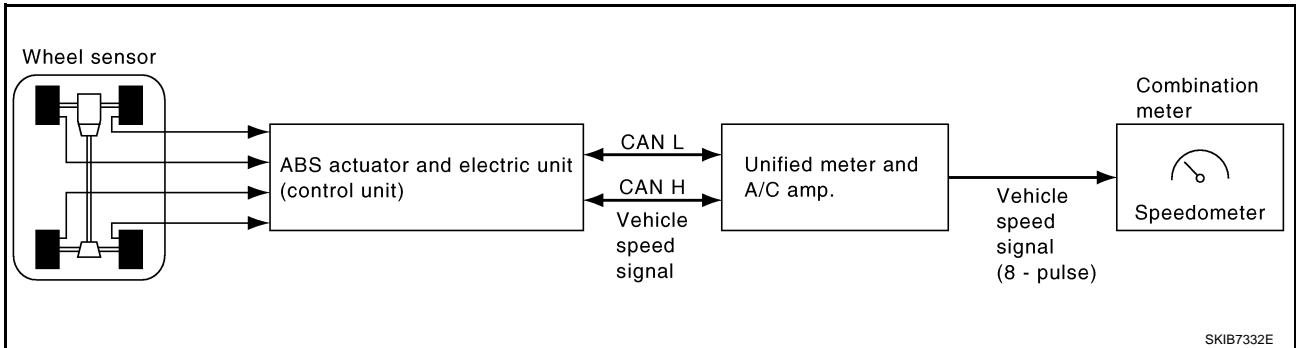 Wheel sensor
ABS actuator and electric unit
(control unit)
CAN L
CAN H
Vehicle
speed
signal
Unified meter and
A/C amp.
Vehicle
speed
signal
(8 - pulse)
Combination
meter
Speedometer
SKIB7332E